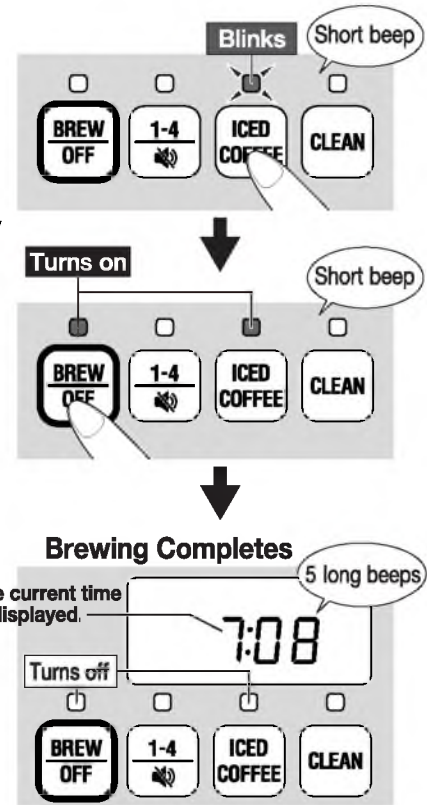 Blinks
Short beep
BREW
OFF
1-4
ICED
COFFEE
CLEAN
Turns on
Short beep
BREW
OFF
1-4
ICED
COFFEE
CLEAN
Brewing Completes
5 long beeps
e current time
displayed.
7:08
Turns off
BREW
OFF
1-4
ICED
COFFEE
CLEAN